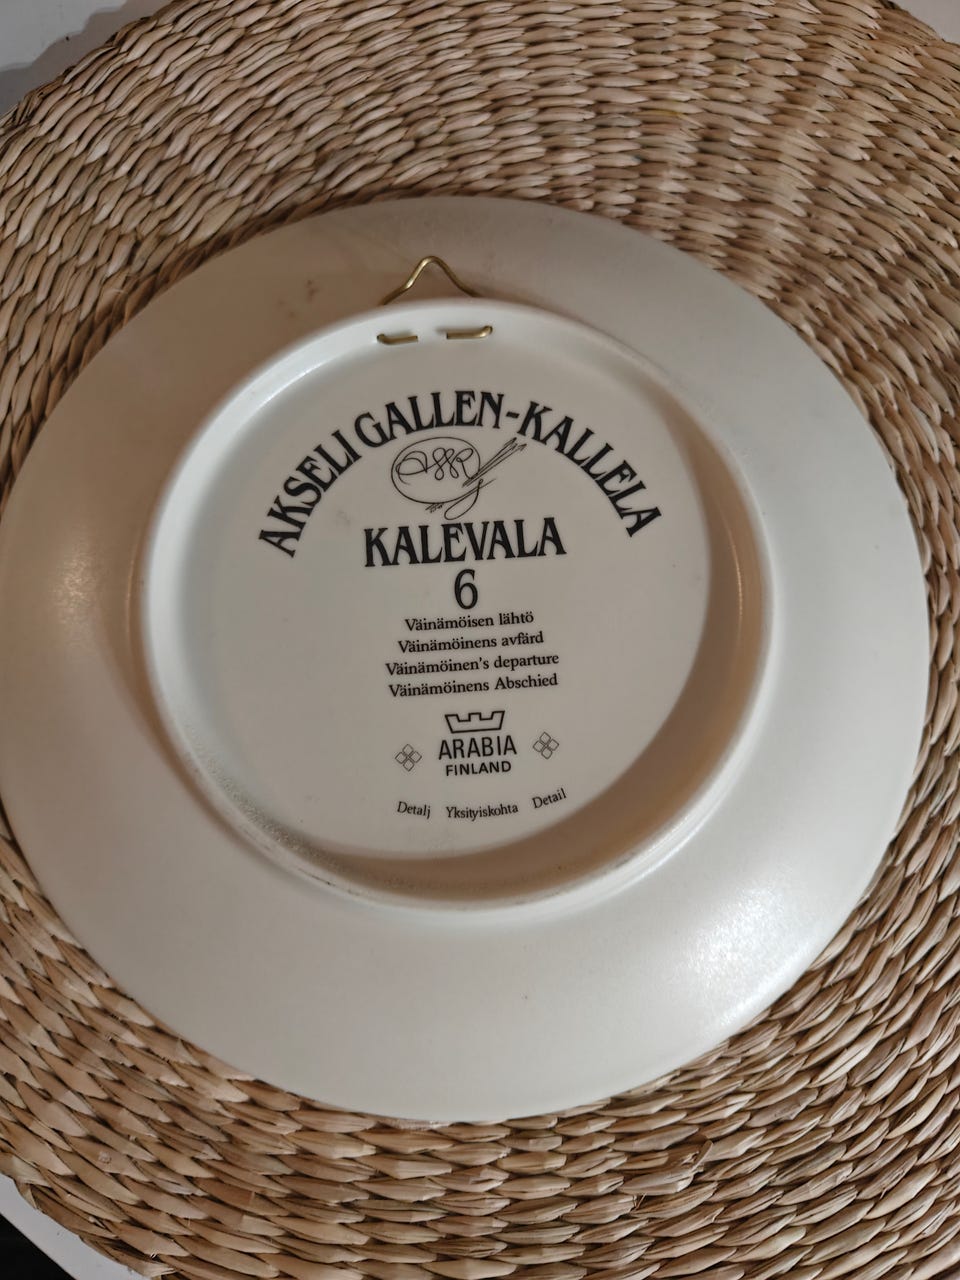 AKSELI GALLEN-KALLELA
KALEVALA
6
Väinämöisen lähtö
Väinämöinens avfärd
Väinämöinen's departure
Väinämöinens Abschied
ARABIA
FINLAND
Detalj Yksityiskohta Detail